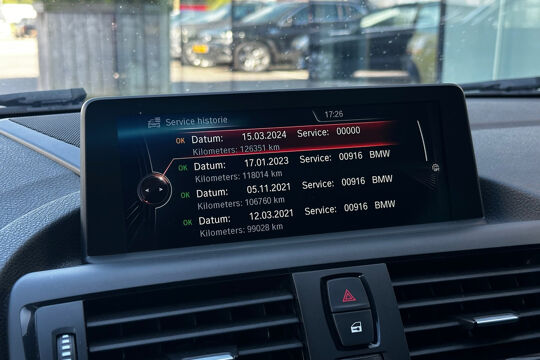 Service historie 17:26
OK Datum: 15.03.2024 Service: 00000
Kilometers: 126351 km
OK Datum: 17.01.2023 Service: 00916 BMW
Kilometers: 118014 km
OK Datum: 05.11.2021 Service: 00916 BMW
Kilometers: 106760 km
OK Datum: 12.03.2021 Service: 00916 BMW
Kilometers: 99028 km